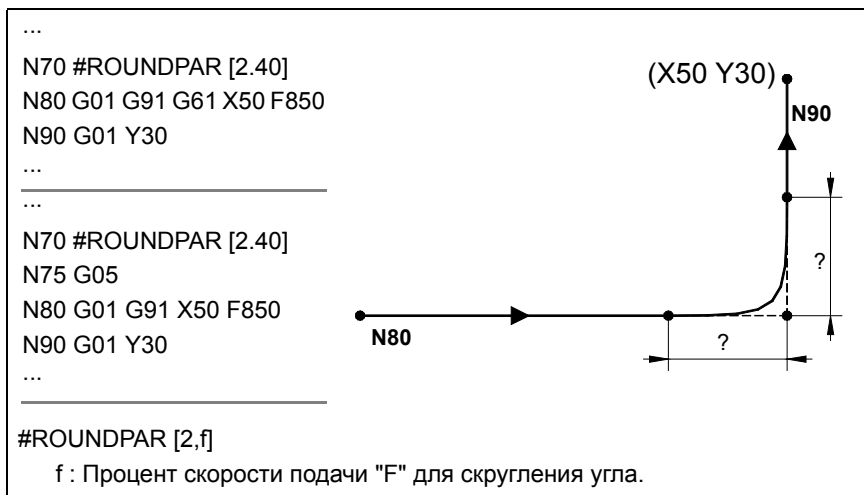 ...
N70 #ROUNDPAR [2.40]
N80 G01 G91 G61 X50 F850
N90 G01 Y30
...
...
N70 #ROUNDPAR [2.40]
N75 G05
N80 G01 G91 X50 F850
N90 G01 Y30
...
(X50 Y30)
N90
?
N80
?
#ROUNDPAR [2,f]
f : Процент скорости подачи "F" для скругления угла.